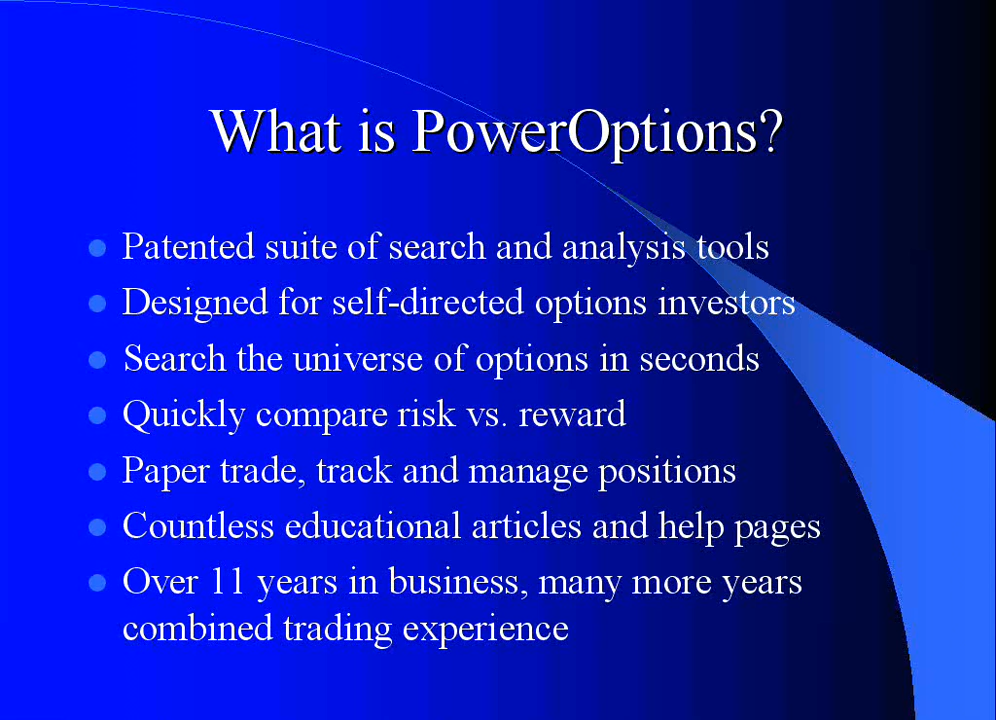 What is PowerOptions?
Patented suite of search and analysis tools
Designed for self-directed options investors
Search the universe of options in seconds
Quickly compare risk vs. reward
Paper trade, track and manage positions
Countless educational articles and help pages
Over 11 years in business, many more years
combined trading experience